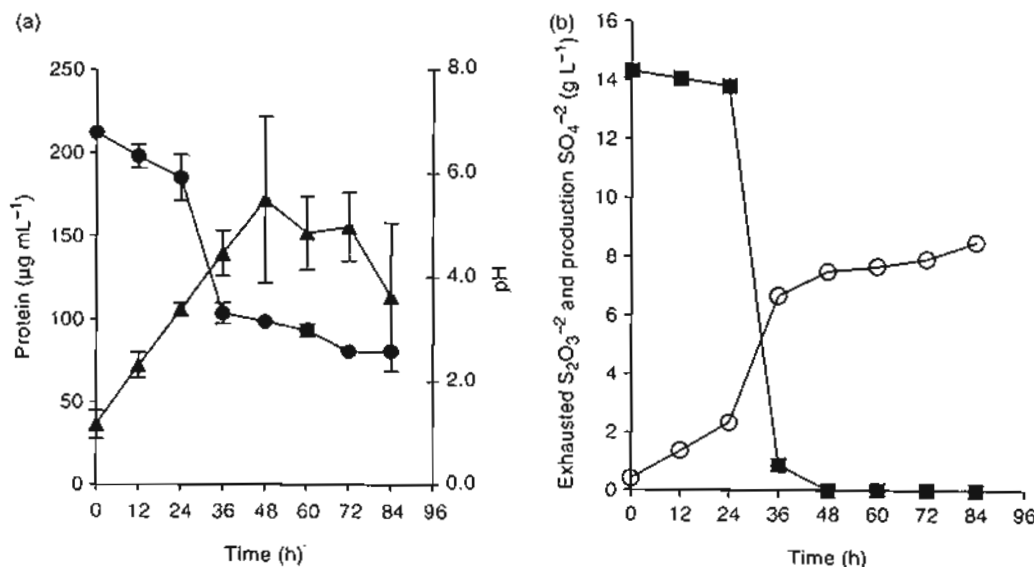 (a)
250
200
150
100
50
0
Protein (µg mL⁻¹)
8.0
6.0
4.0
2.0
0.0
pH
0 12 24 36 48 60 72 84 96
Time (h)
(b)
16
14
12
10
8
6
4
2
0
Exhausted S₂O₃⁻² and production SO₄⁻² (g L⁻¹)
0 12 24 36 48 60 72 84 96
Time (h)